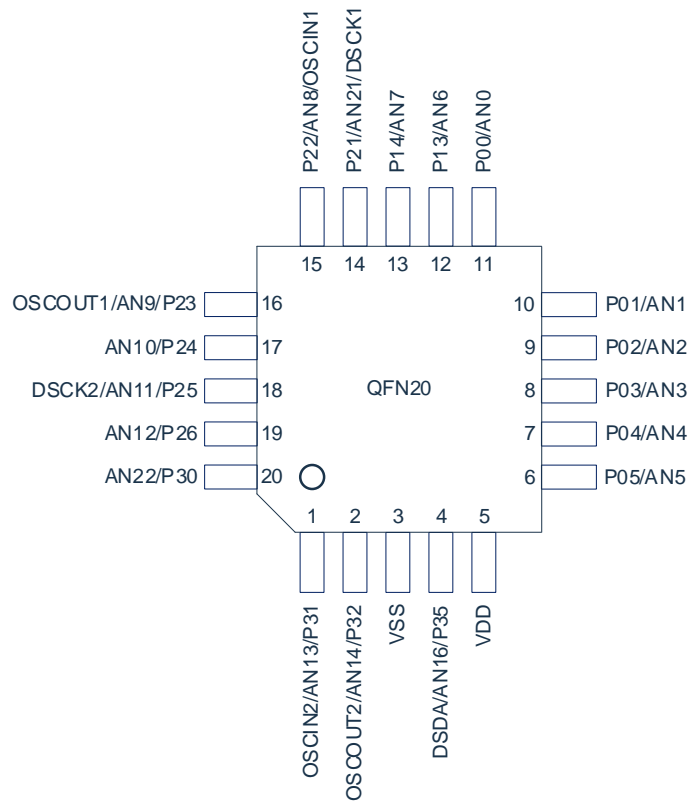 P22/AN8/OSCIN1
P21/AN21/DSCK1
P14/AN7
P13/AN6
P00/AN0
15
14
13
12
11
OSCOUT1/AN9/P23
16
10
P01/AN1
AN10/P24
17
9
P02/AN2
DSCK2/AN11/P25
18
QFN20
8
P03/AN3
AN12/P26
19
7
P04/AN4
AN22/P30
20
6
P05/AN5
1
2
3
4
5
OSCIN2/AN13/P31
OSCOUT2/AN14/P32
VSS
DSDA/AN16/P35
VDD